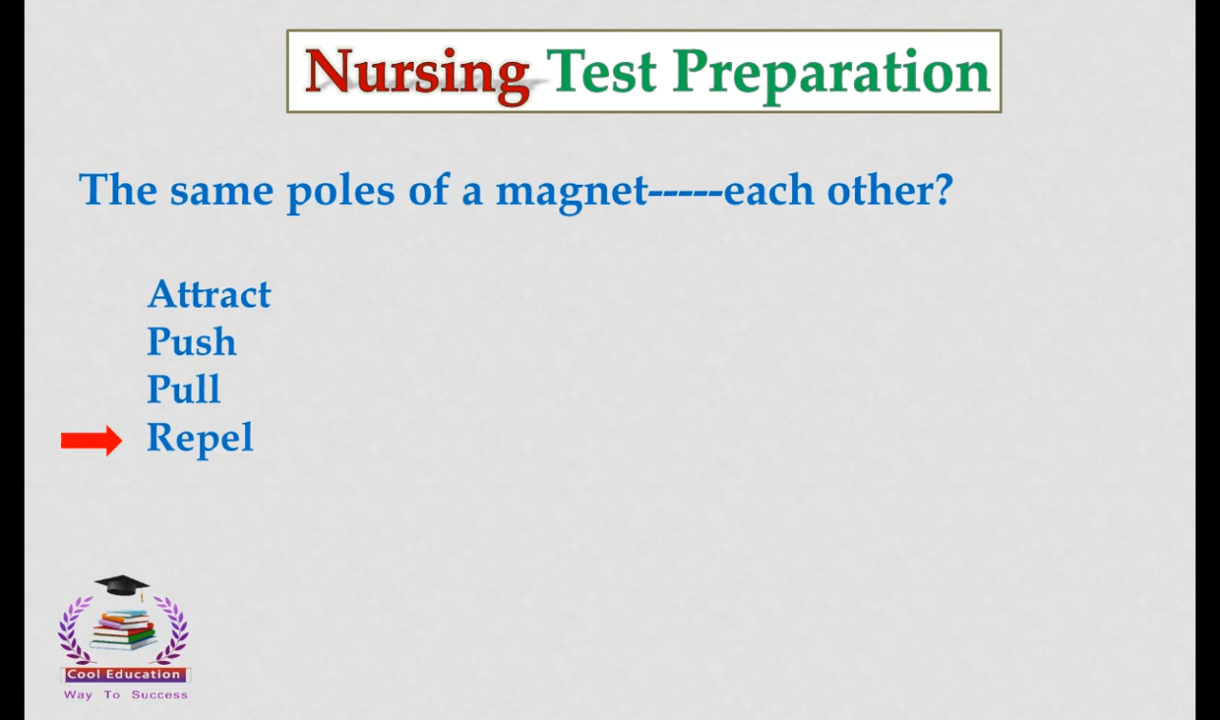 Nursing Test Preparation
The same poles of a magnet-----each other?
Attract
Push
Pull
Repel
Cool Education
Way To Success